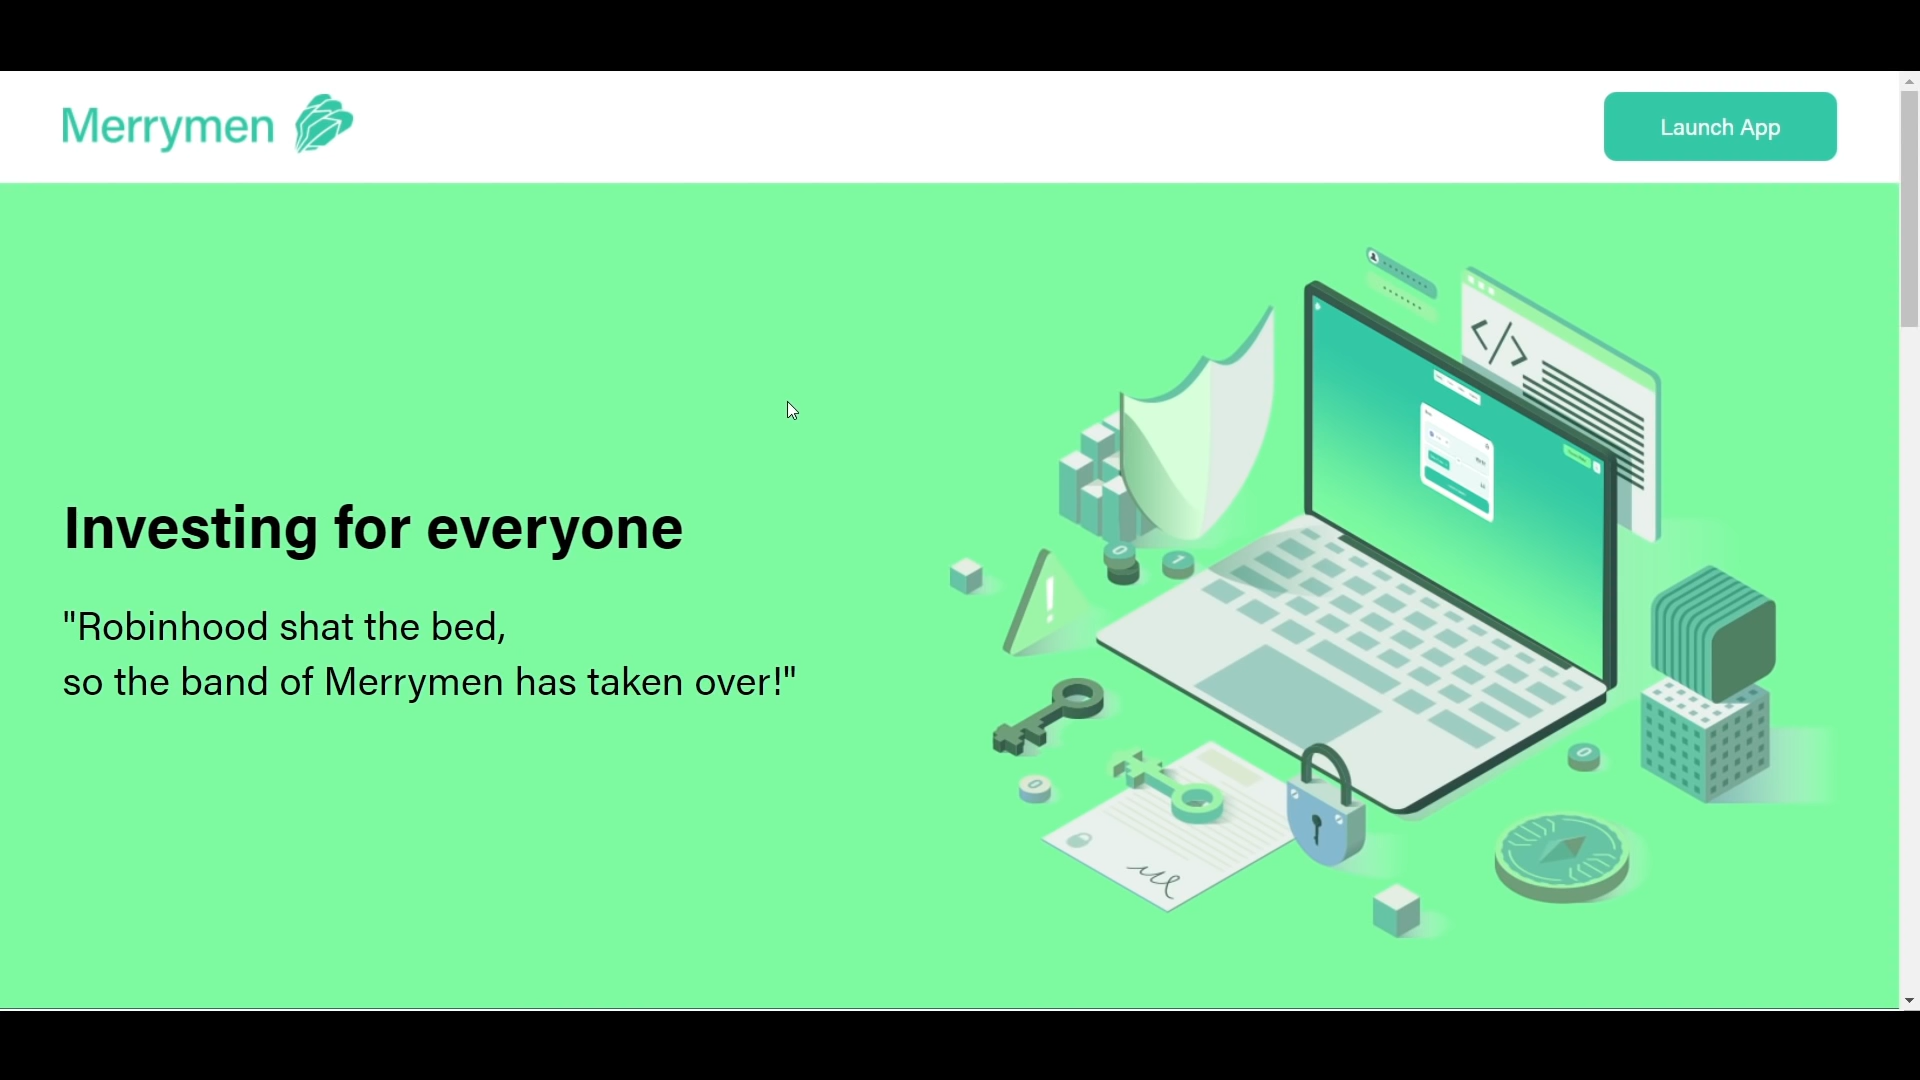 Merrymen
Launch App
Investing for everyone
"Robinhood shat the bed,
so the band of Merrymen has taken over!"